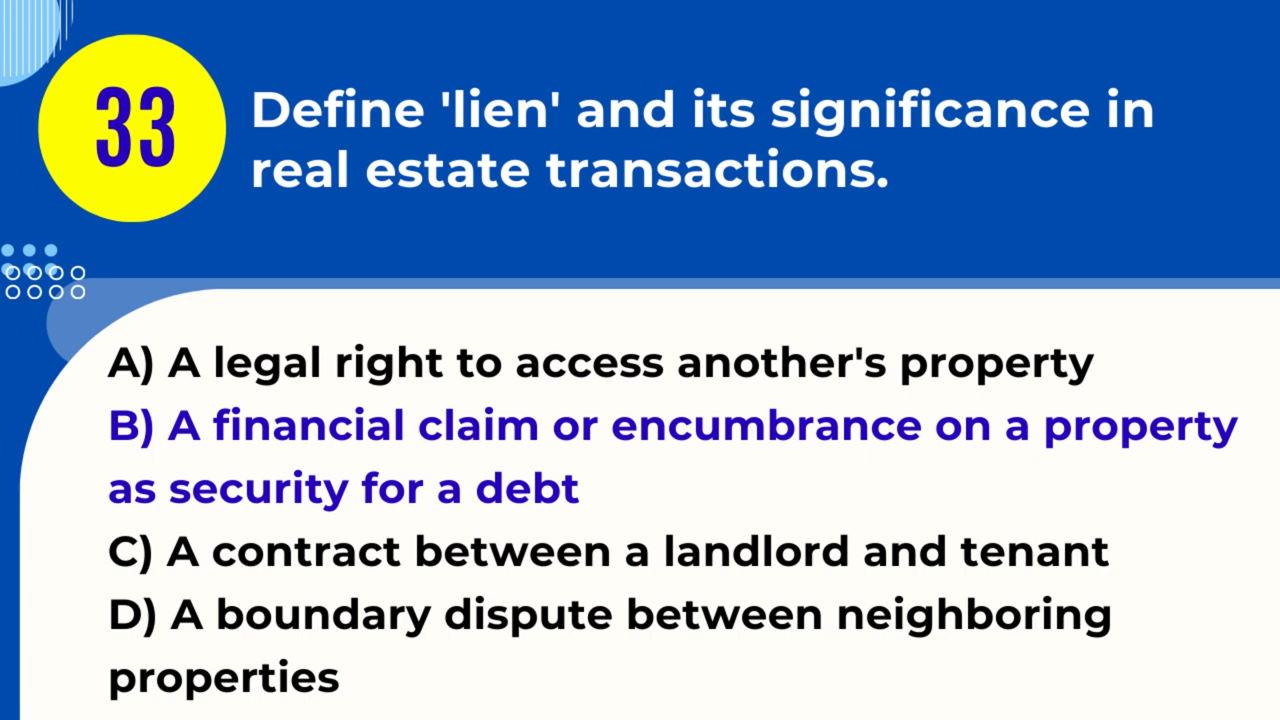 33
Define 'lien' and its significance in
real estate transactions.
A) A legal right to access another's property
B) A financial claim or encumbrance on a property
as security for a debt
C) A contract between a landlord and tenant
D) A boundary dispute between neighboring
properties